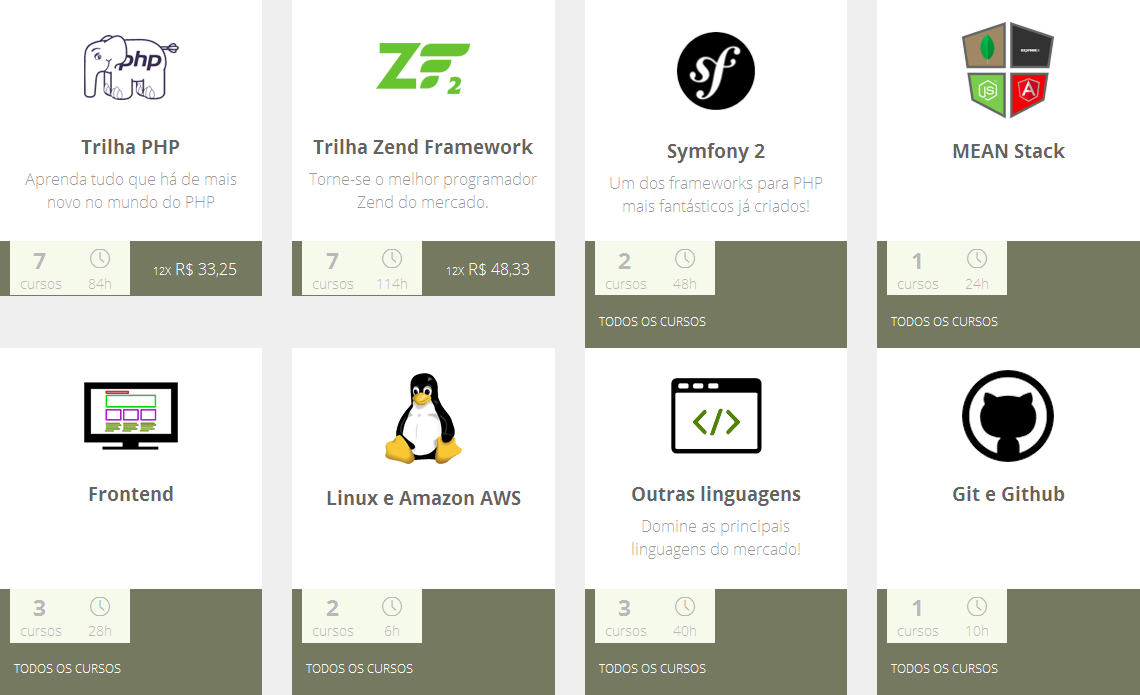 php
ZF2
sf
express
JS
A
Trilha PHP
Aprenda tudo que há de mais
novo no mundo do PHP
7
cursos
84h
12X R$ 33,25
Trilha Zend Framework
Torne-se o melhor programador
Zend do mercado.
7
cursos
114h
12X R$ 48,33
Symfony 2
Um dos frameworks para PHP
mais fantásticos já criados!
2
cursos
48h
TODOS OS CURSOS
MEAN Stack
1
cursos
24h
TODOS OS CURSOS
Frontend
3
cursos
28h
TODOS OS CURSOS
Linux e Amazon AWS
2
cursos
6h
TODOS OS CURSOS
</>
Outras linguagens
Domine as principais
linguagens do mercado!
3
cursos
40h
TODOS OS CURSOS
Git e Github
1
cursos
10h
TODOS OS CURSOS